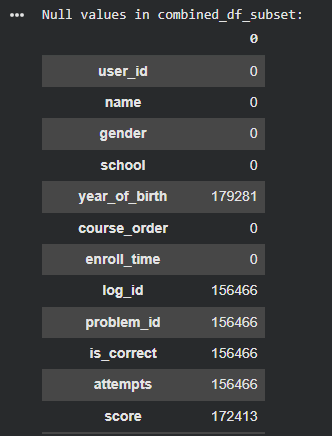 Null values in combined_df_subset:
0
user_id 0
name 0
gender 0
school 0
year_of_birth 179281
course_order 0
enroll_time 0
log_id 156466
problem_id 156466
is_correct 156466
attempts 156466
score 172413